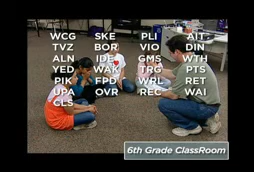 WCG SKE PLI AIT
TVZ BOR VIO DIN
ALN IDE GMS WTH
YED WAK TRG PTS
PIK FPD WRL RET
UPA OVR REC WAI
CLS
6th Grade ClassRoom